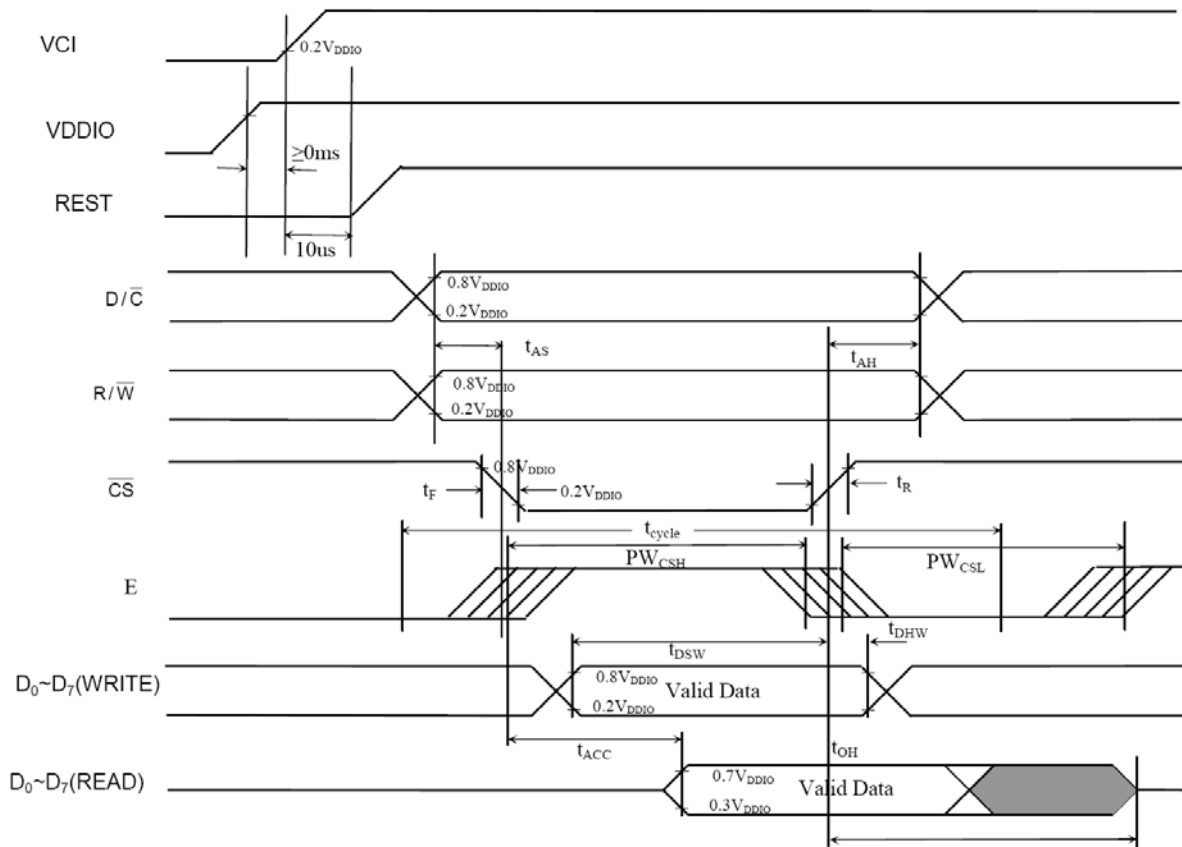 VCI
0.2VDDIO
VDDIO
≥0ms
REST
10us
D/C̅
0.8VDDIO
0.2VDDIO
tAS
tAH
R/W̅
0.8VDDIO
0.2VDDIO
C̅S̅
0.8VDDIO
tF
0.2VDDIO
tR
tcycle
E
PWCSH
PWCSL
tDSW
tDHW
D0~D7(WRITE)
0.8VDDIO
Valid Data
0.2VDDIO
tACC
tOH
D0~D7(READ)
0.7VDDIO
Valid Data
0.3VDDIO